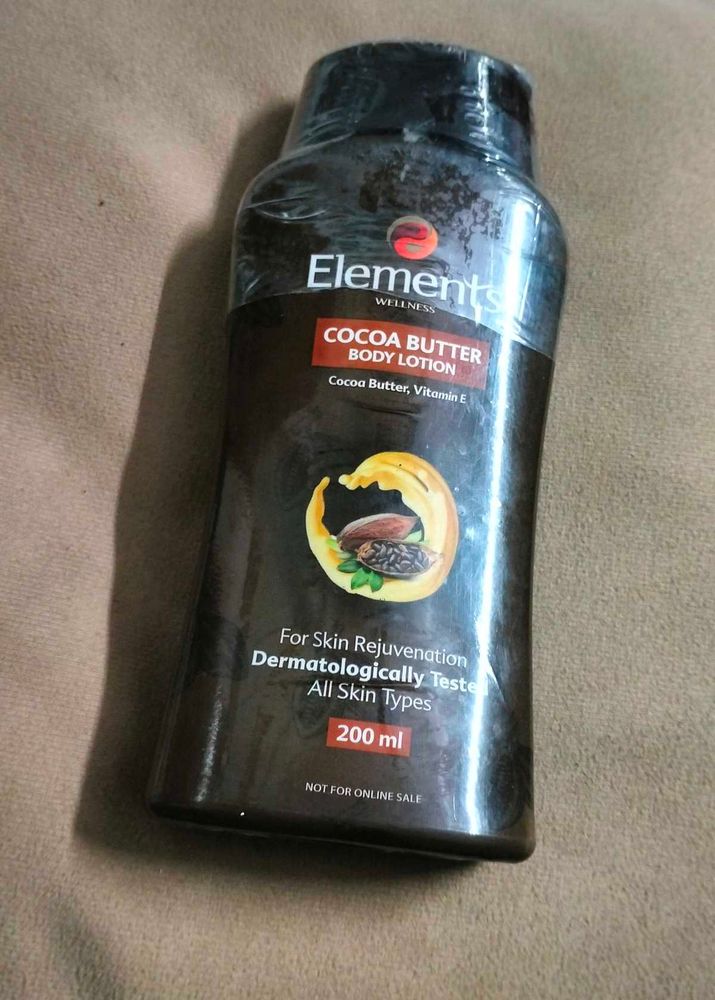 Elements
WELLNESS
COCOA BUTTER
BODY LOTION
Cocoa Butter, Vitamin E
For Skin Rejuvenation
Dermatologically Tested
All Skin Types
200 ml
NOT FOR ONLINE SALE